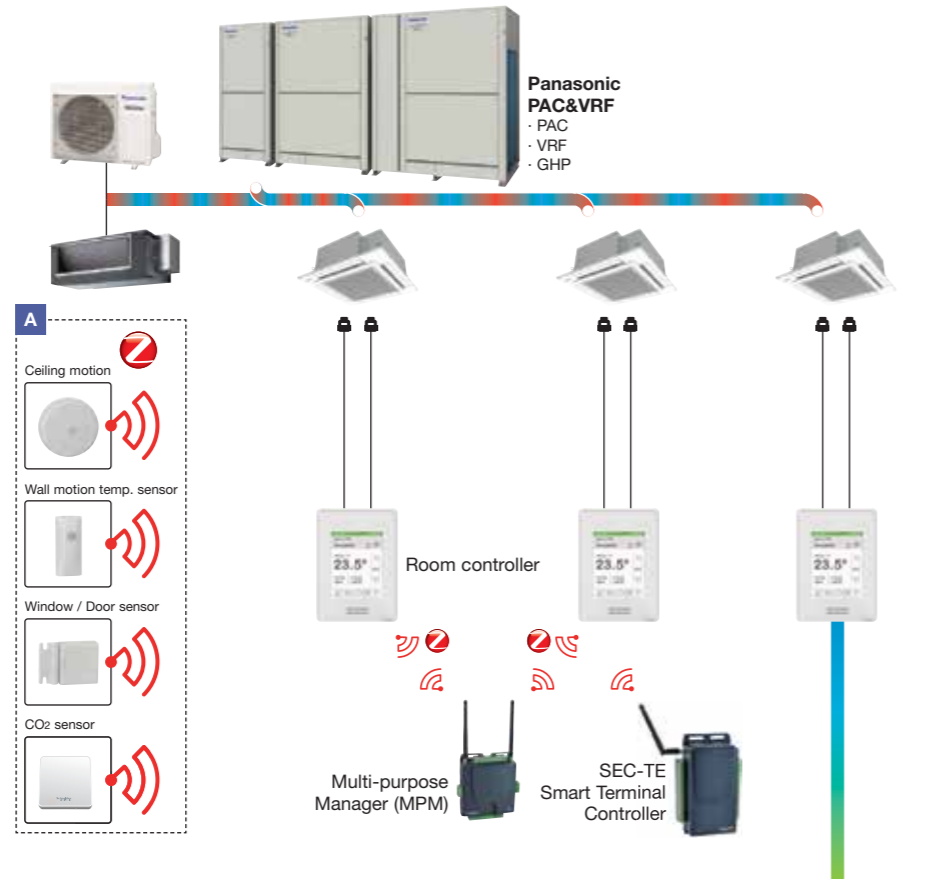 Panasonic
PAC&VRF
· PAC
· VRF
· GHP
Panasonic
A
Z
Ceiling motion
Wall motion temp. sensor
Window / Door sensor
CO2 sensor
23.5°
23.5°
23.5°
Room controller
Z
Z
Multi-purpose
Manager (MPM)
SEC-TE
Smart Terminal
Controller